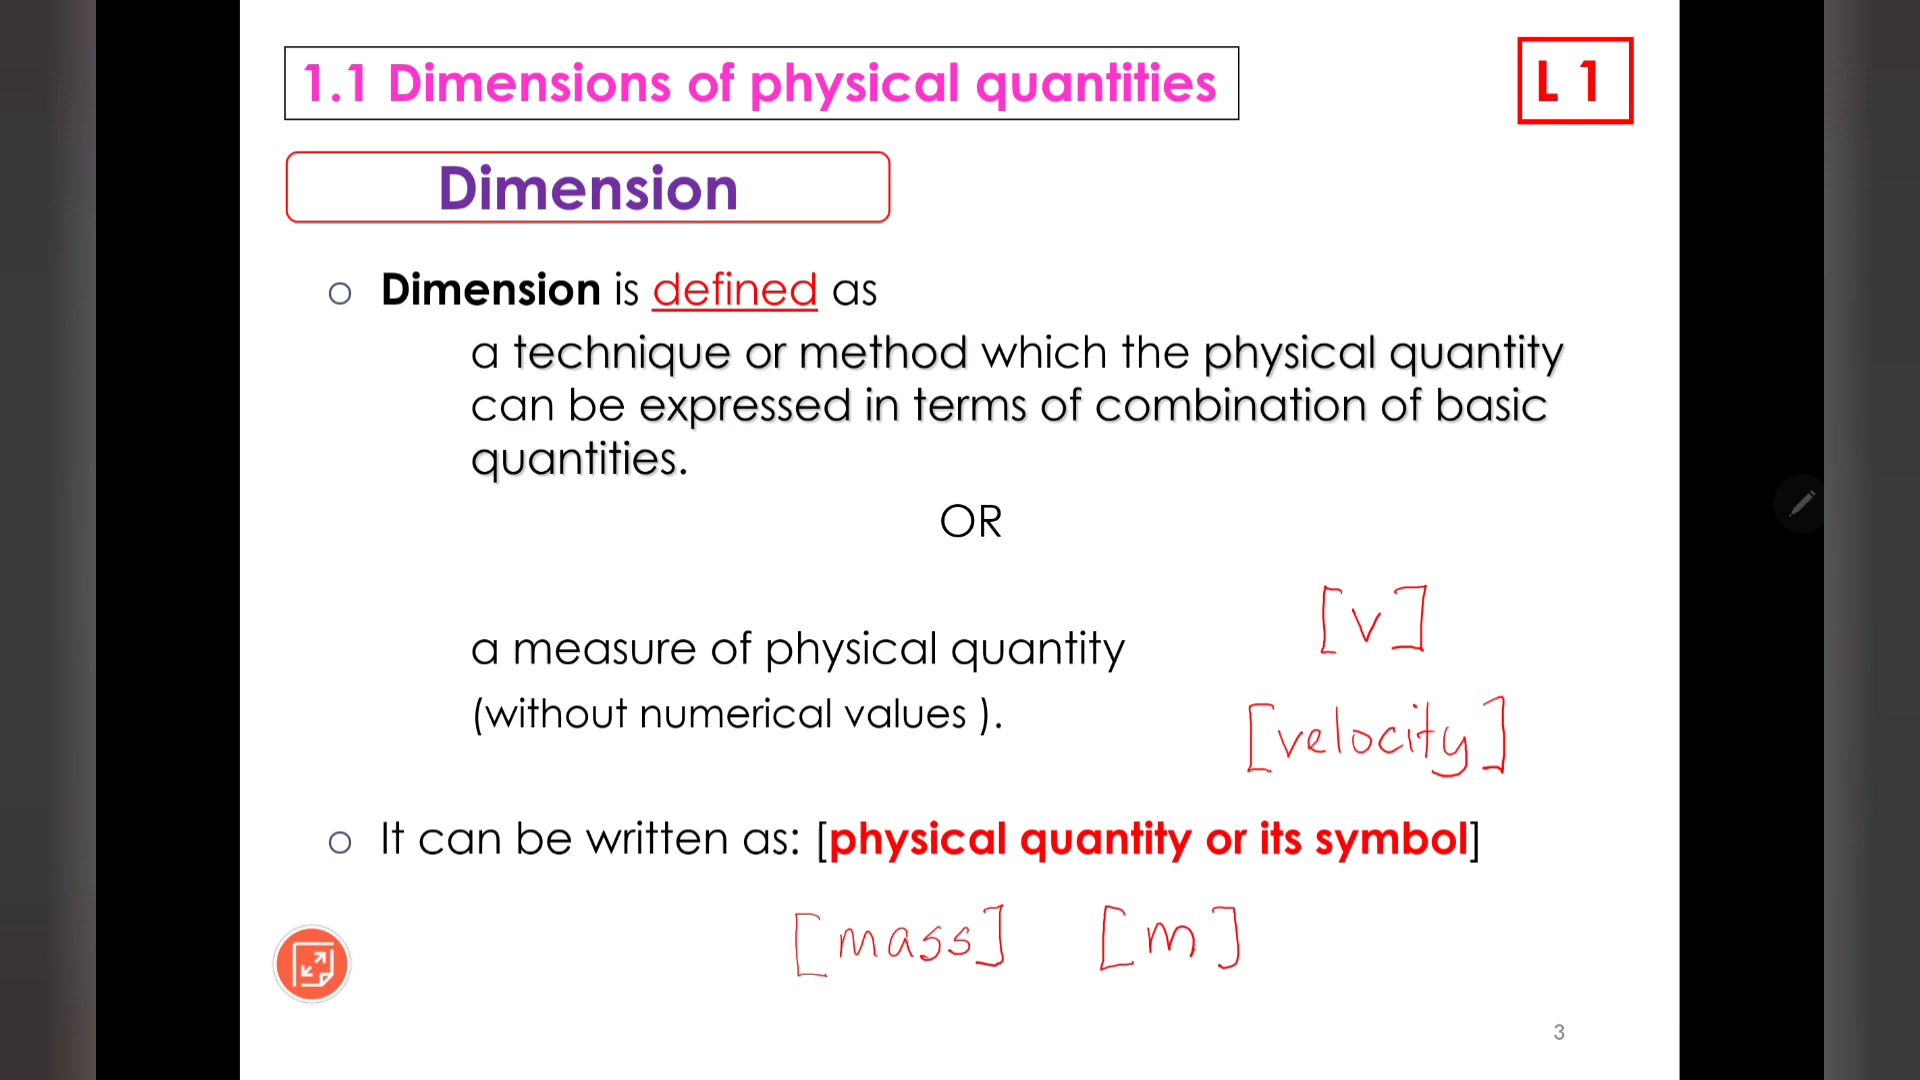 1.1 Dimensions of physical quantities
L 1
Dimension
Dimension is defined as
a technique or method which the physical quantity
can be expressed in terms of combination of basic
quantities.
OR
[v]
a measure of physical quantity
(without numerical values ).
[velocity]
It can be written as: [physical quantity or its symbol]
[mass] [m]
3